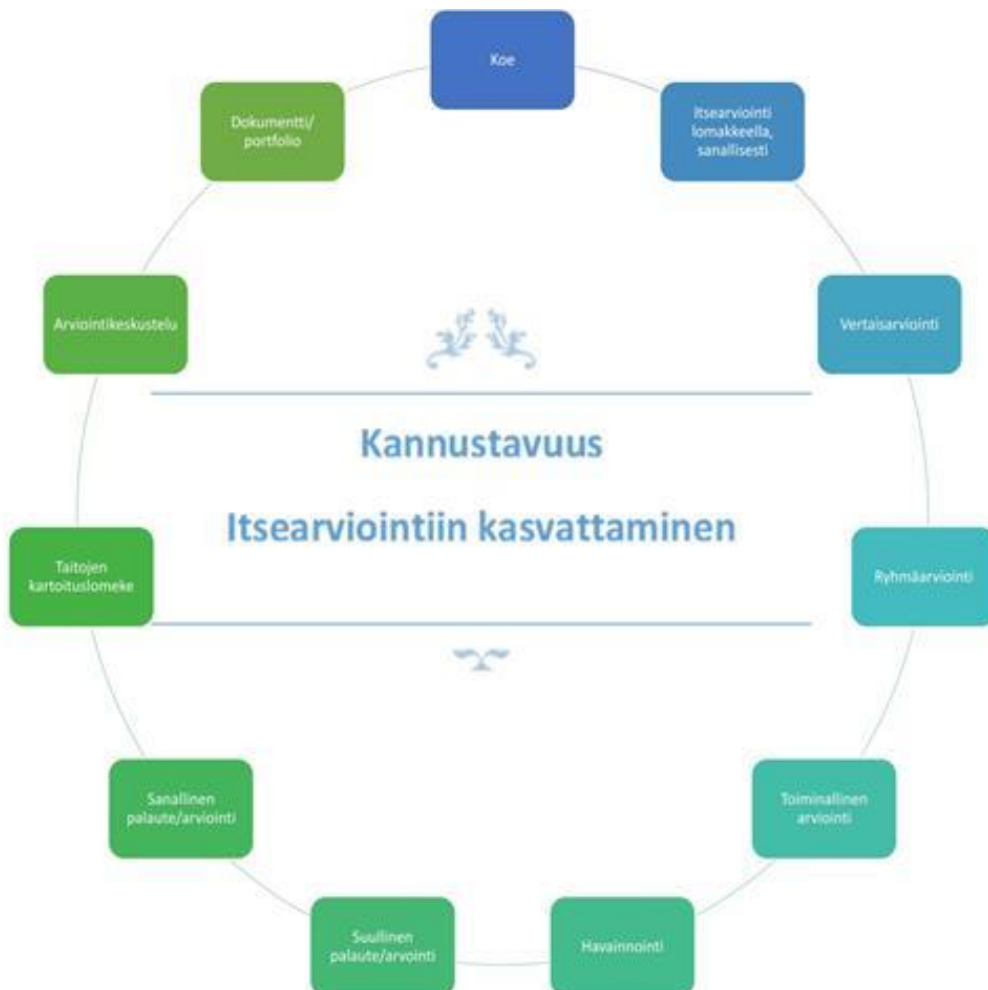 Koe
Itsearviointi
lomakkeella,
sanallisesti
Vertaisarviointi
Ryhmäarviointi
Toiminallinen
arviointi
Havainnointi
Suullinen
palaute/arvointi
Sanallinen
palaute/arviointi
Taitojen
kartoituslomeke
Arviointikeskustelu
Dokumentti/
portfolio
Kannustavuus
Itsearviointiin kasvattaminen